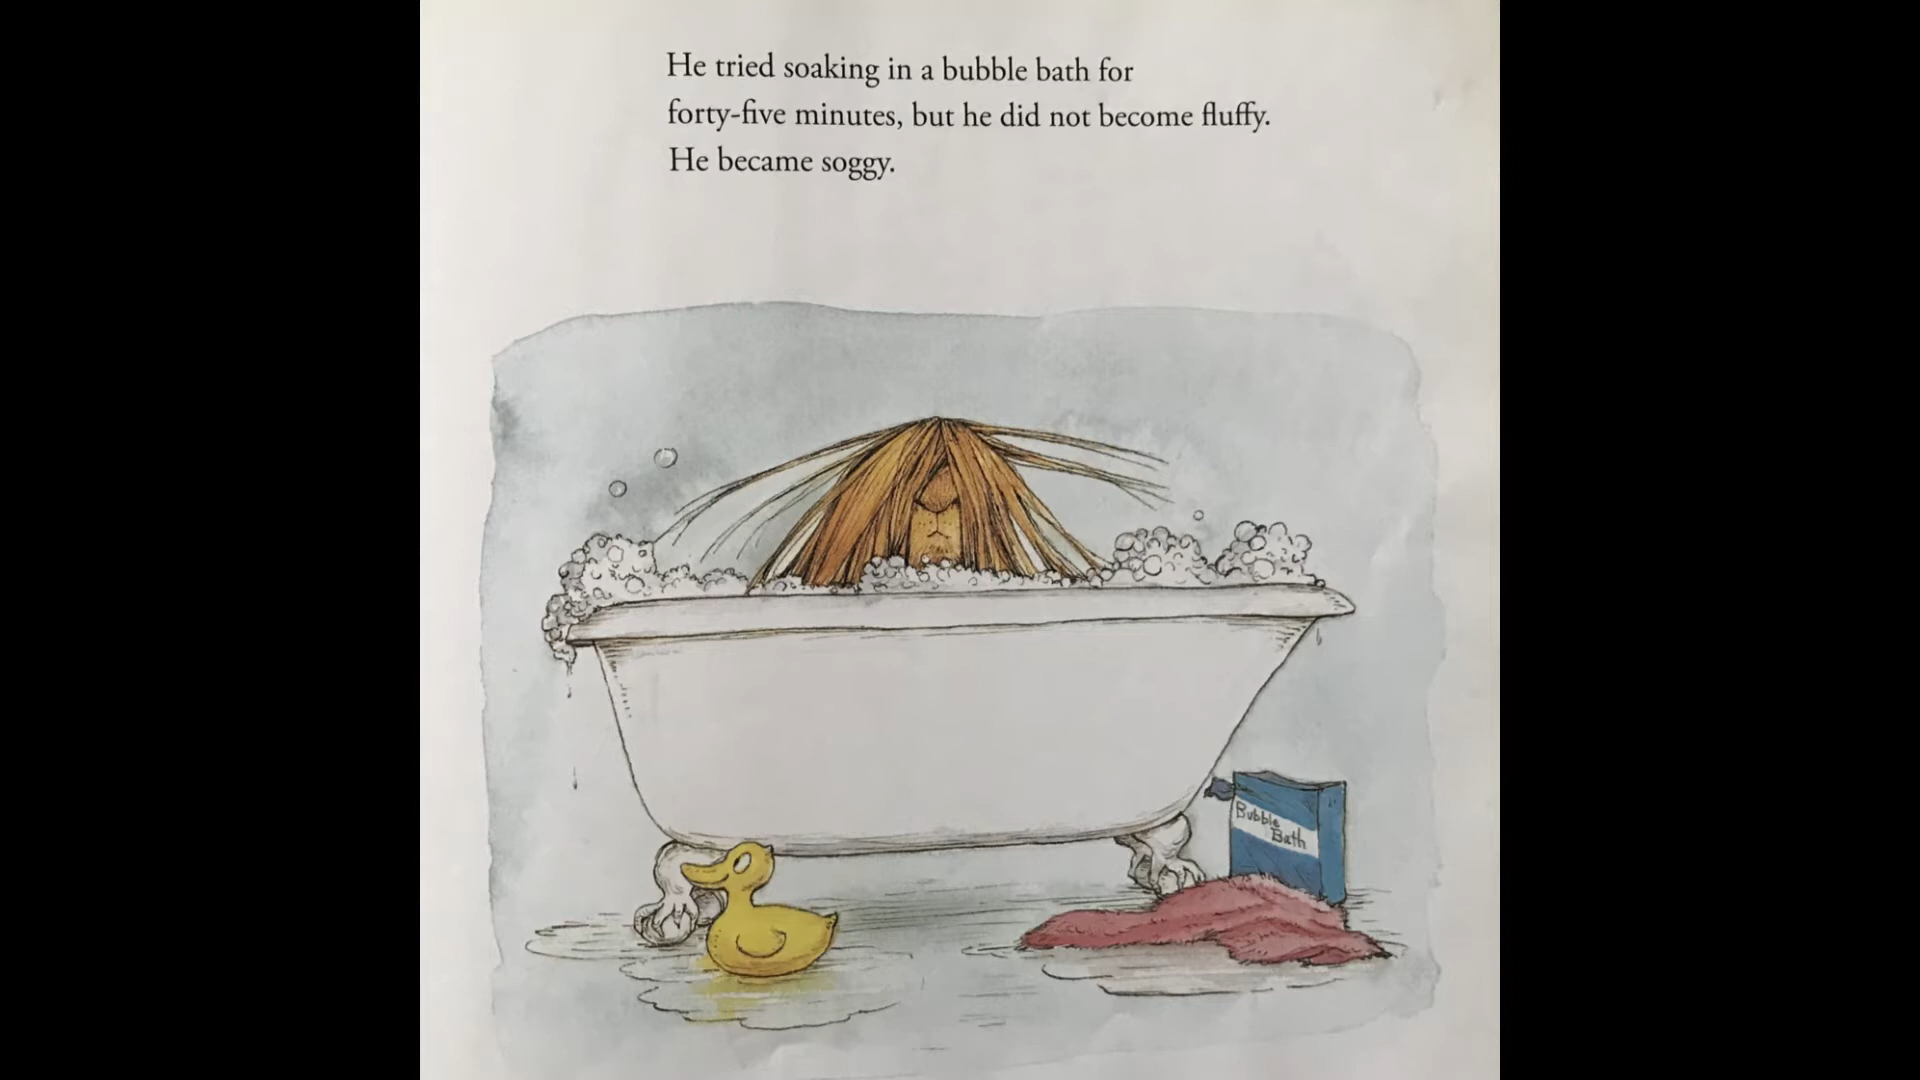 He tried soaking in a bubble bath for
forty-five minutes, but he did not become fluffy.
He became soggy.
Bubble
Bath